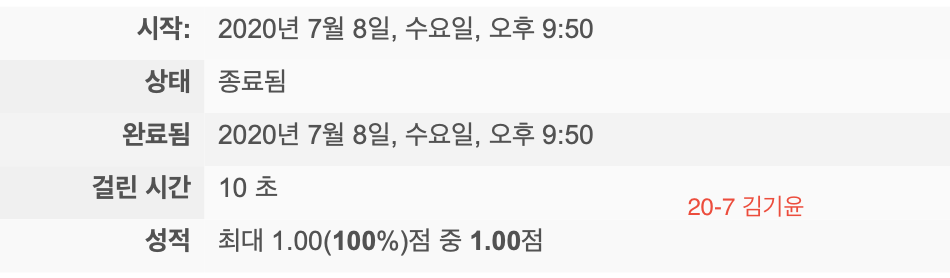 시작: 2020년 7월 8일, 수요일, 오후 9:50
상태 종료됨
완료됨 2020년 7월 8일, 수요일, 오후 9:50
걸린 시간 10 초
20-7 김기윤
성적 최대 1.00(100%)점 중 1.00점